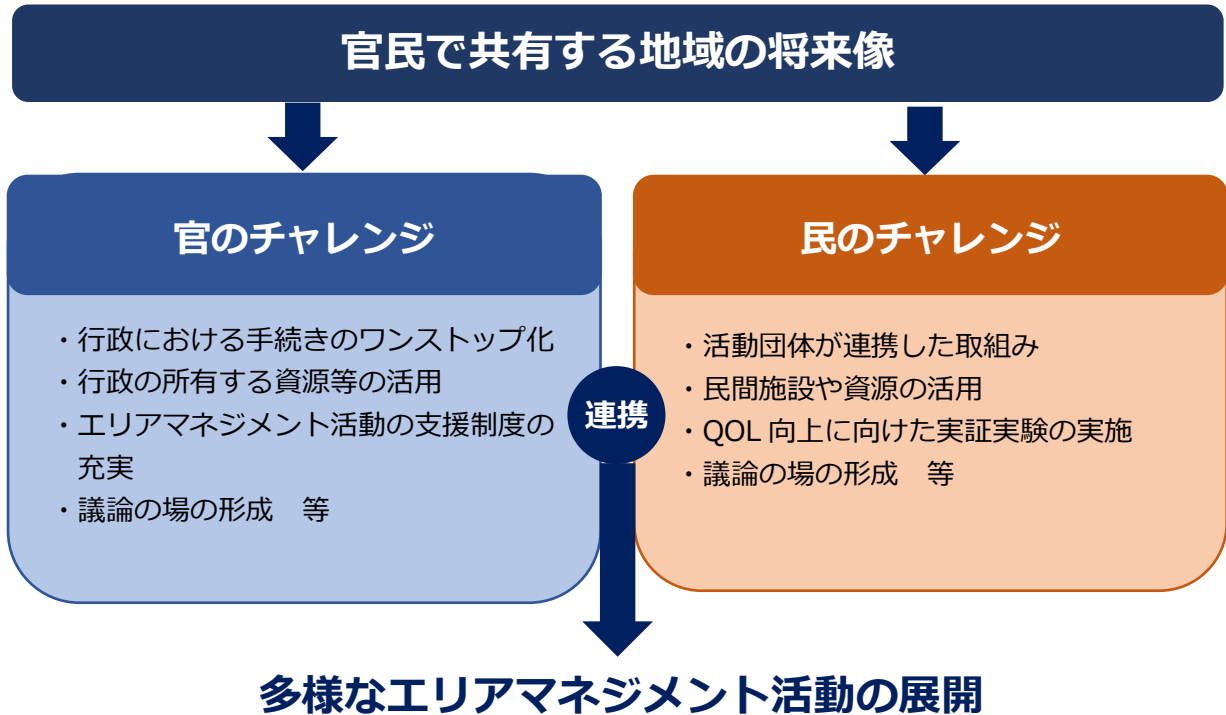 官民で共有する地域の将来像
官のチャレンジ
・行政における手続きのワンストップ化
・行政の所有する資源等の活用
・エリアマネジメント活動の支援制度の
充実
・議論の場の形成　等
連携
民のチャレンジ
・活動団体が連携した取組み
・民間施設や資源の活用
・QOL 向上に向けた実証実験の実施
・議論の場の形成　等
多様なエリアマネジメント活動の展開